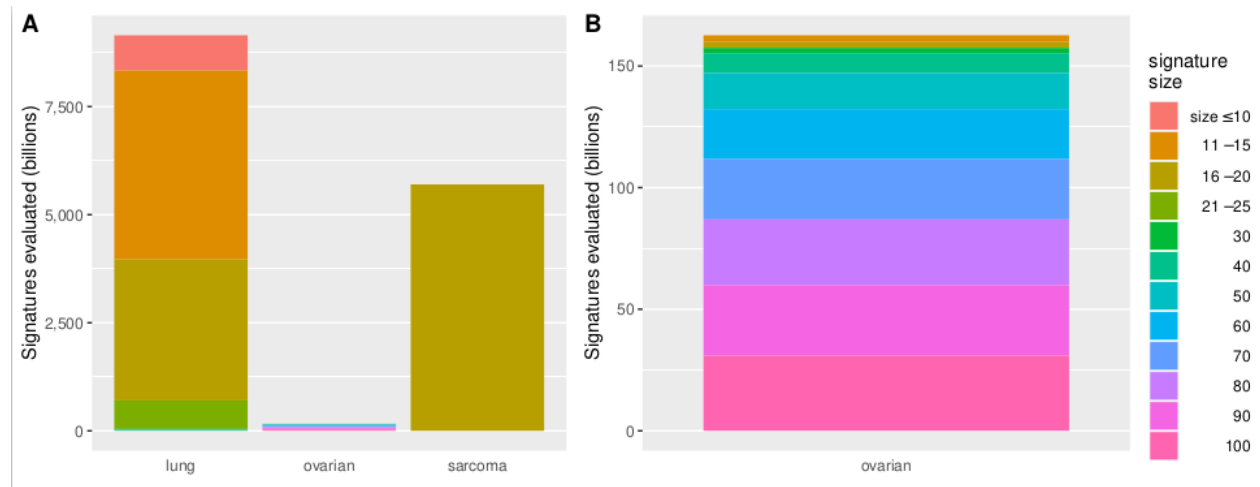 A
Signatures evaluated (billions)
7,500
5,000
2,500
0
lung
ovarian
sarcoma
B
Signatures evaluated (billions)
150
100
50
0
ovarian
signature
size
size ≤10
11 –15
16 –20
21 –25
30
40
50
60
70
80
90
100